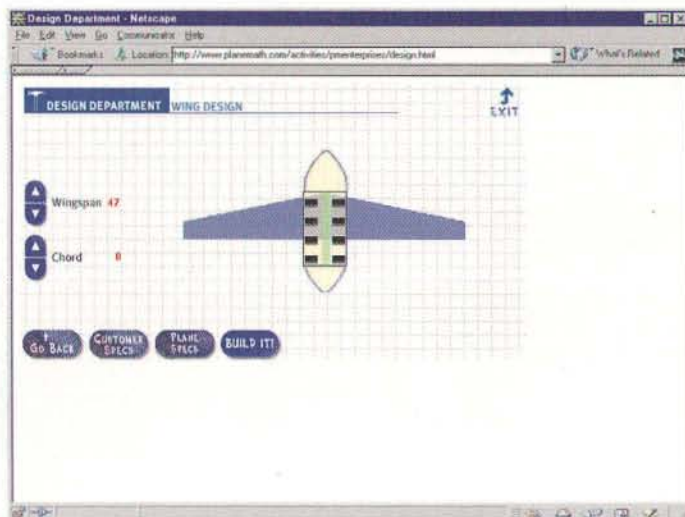 Design Department - Netscape
File Edit View Go Communicator Help
Bookmarks Location: http://www.planemath.com/activities/pmenterprises/design.html What's Related
DESIGN DEPARTMENT WING DESIGN
EXIT
Wingspan 47
Chord 8
GO BACK
CUSTOMER SPECS
PLANE SPECS
BUILD IT!